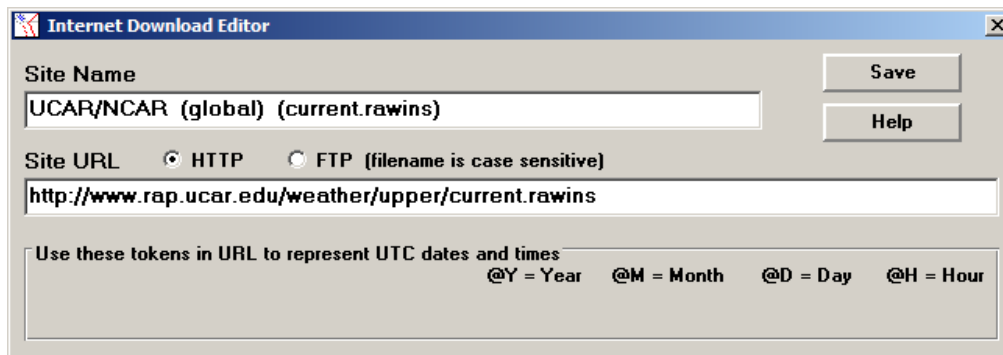 Internet Download Editor
Site Name
Save
UCAR/NCAR (global) (current.rawins)
Help
Site URL HTTP FTP (filename is case sensitive)
http://www.rap.ucar.edu/weather/upper/current.rawins
Use these tokens in URL to represent UTC dates and times
@Y = Year @M = Month @D = Day @H = Hour